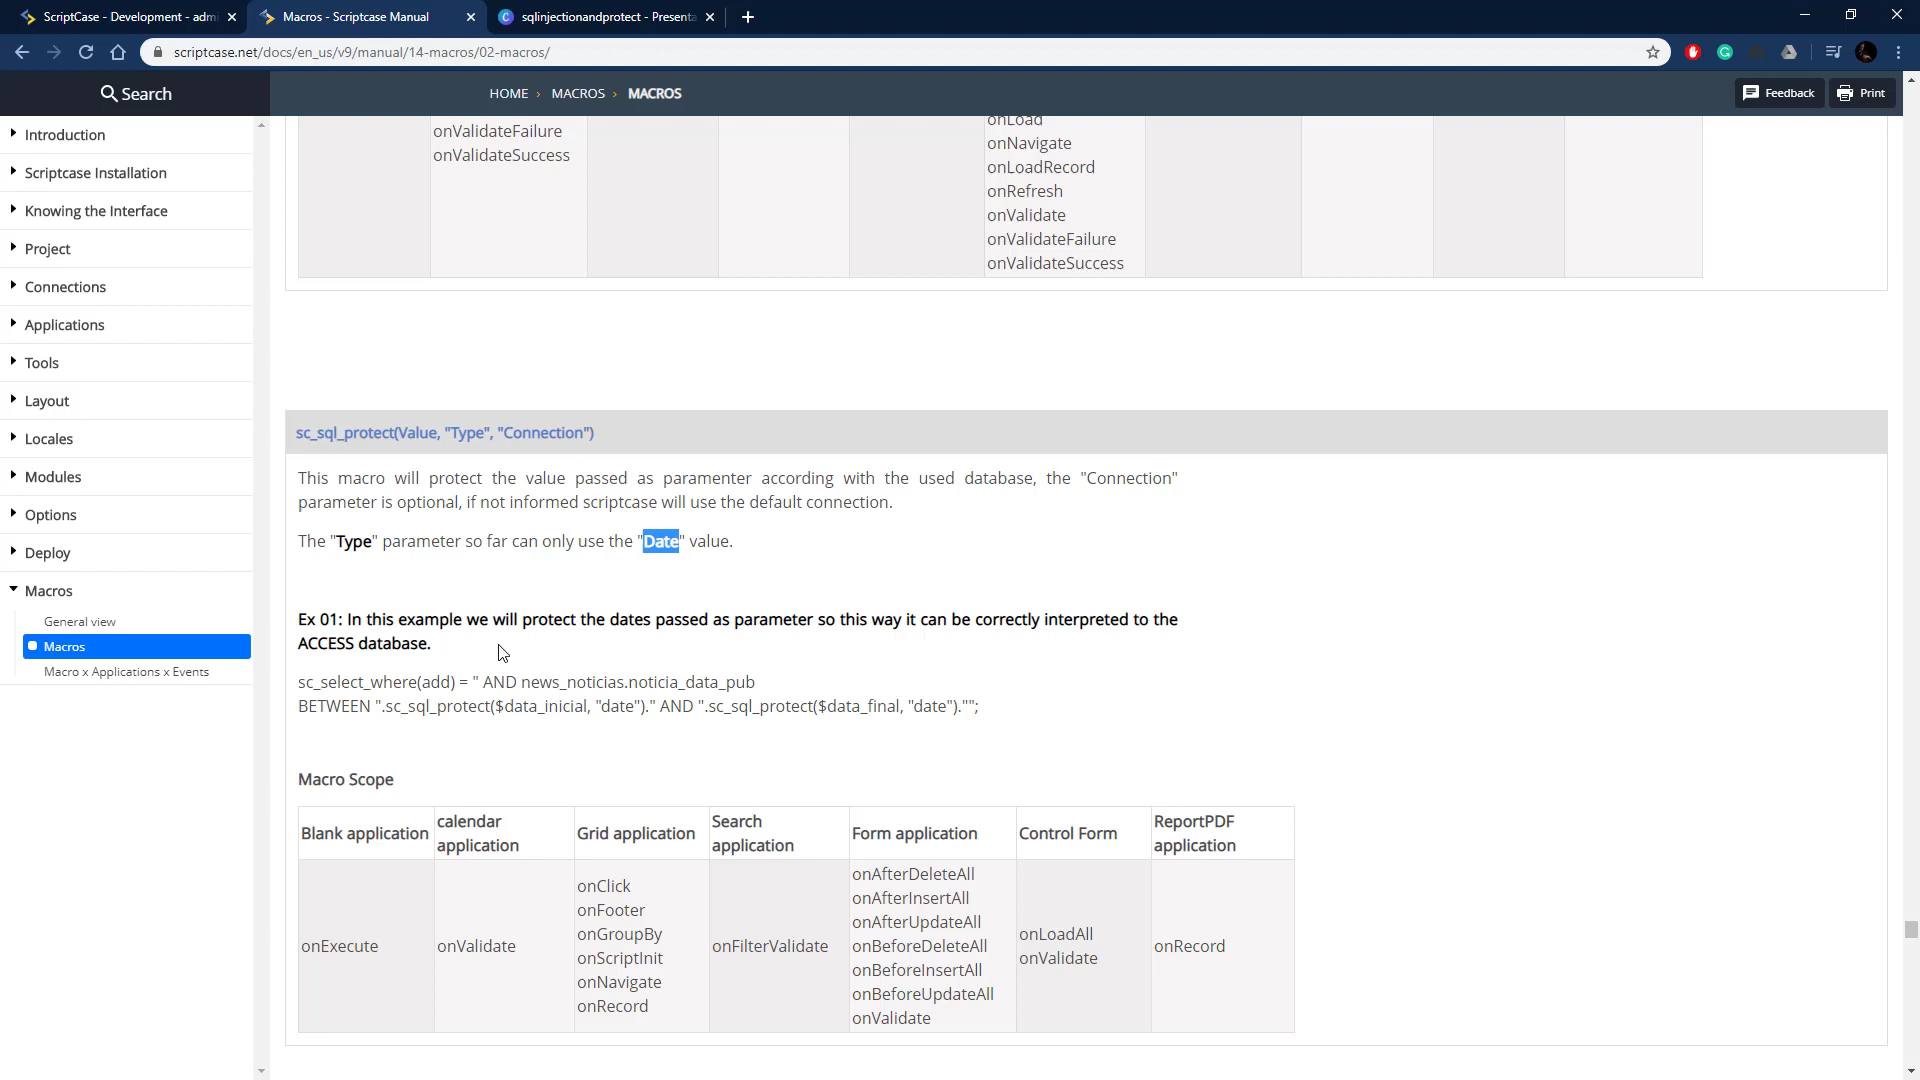 ScriptCase - Development - admi
Macros - Scriptcase Manual
sqlinjectionandprotect - Presenta
scriptcase.net/docs/en_us/v9/manual/14-macros/02-macros/
Search
HOME › MACROS › MACROS
Feedback
Print
Introduction
Scriptcase Installation
Knowing the Interface
Project
Connections
Applications
Tools
Layout
Locales
Modules
Options
Deploy
Macros
General view
Macros
Macro x Applications x Events
onValidateFailure
onValidateSuccess
onLoad
onNavigate
onLoadRecord
onRefresh
onValidate
onValidateFailure
onValidateSuccess
sc_sql_protect(Value, "Type", "Connection")
This macro will protect the value passed as paramenter according with the used database, the "Connection"
parameter is optional, if not informed scriptcase will use the default connection.
The "Type" parameter so far can only use the "Date" value.
Ex 01: In this example we will protect the dates passed as parameter so this way it can be correctly interpreted to the
ACCESS database.
sc_select_where(add) = " AND news_noticias.noticia_data_pub
BETWEEN ".sc_sql_protect($data_inicial, "date")." AND ".sc_sql_protect($data_final, "date")."";
Macro Scope
Blank application
calendar
application
Grid application
Search
application
Form application
Control Form
ReportPDF
application
onExecute
onValidate
onClick
onFooter
onGroupBy
onScriptInit
onNavigate
onRecord
onFilterValidate
onAfterDeleteAll
onAfterInsertAll
onAfterUpdateAll
onBeforeDeleteAll
onBeforeInsertAll
onBeforeUpdateAll
onValidate
onLoadAll
onValidate
onRecord